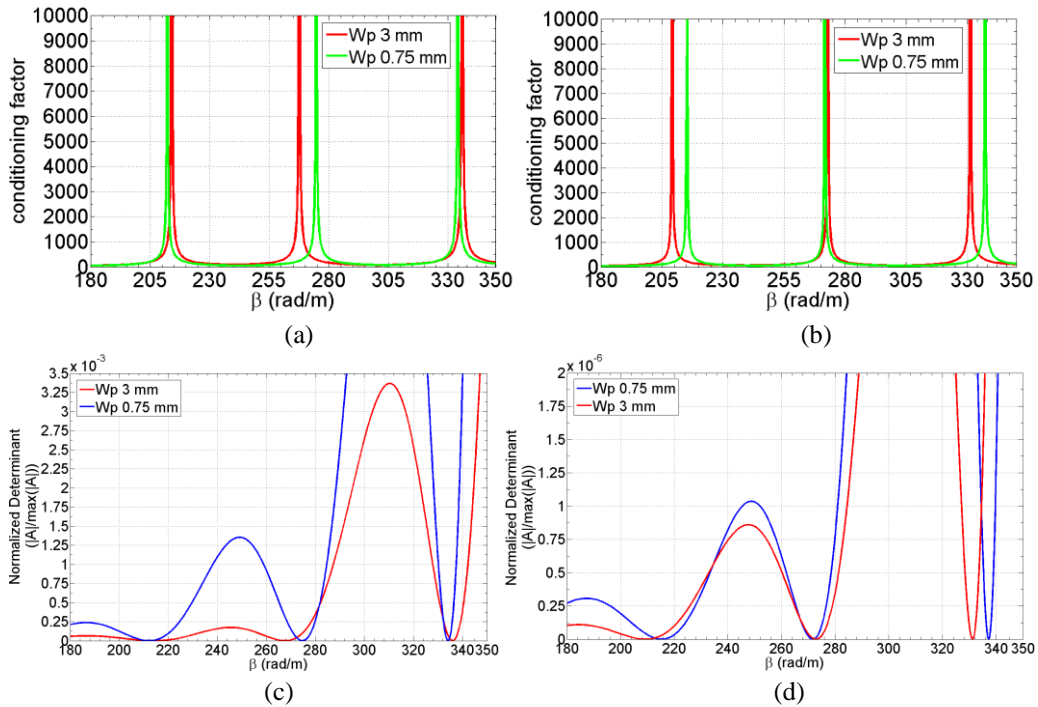 10000
9000
8000
7000
6000
5000
4000
3000
2000
1000
0
conditioning factor
Wp 3 mm
Wp 0.75 mm
180 205 230 255 280 305 330 350
β (rad/m)
(a)
10000
9000
8000
7000
6000
5000
4000
3000
2000
1000
0
conditioning factor
Wp 3 mm
Wp 0.75 mm
180 205 230 255 280 305 330 350
β (rad/m)
(b)
x 10⁻³
3.5
3.25
3
2.75
2.5
2.25
2
1.75
1.5
1.25
1
0.75
0.5
0.25
0
Normalized Determinant
(|A|/max(|A|))
Wp 3 mm
Wp 0.75 mm
180 200 220 240 260 280 300 320 340 350
β (rad/m)
(c)
x 10⁻⁶
2
1.75
1.5
1.25
1
0.75
0.5
0.25
0
Normalized Determinant
(|A|/max(|A|))
Wp 0.75 mm
Wp 3 mm
180 200 220 240 260 280 300 320 340 350
β (rad/m)
(d)